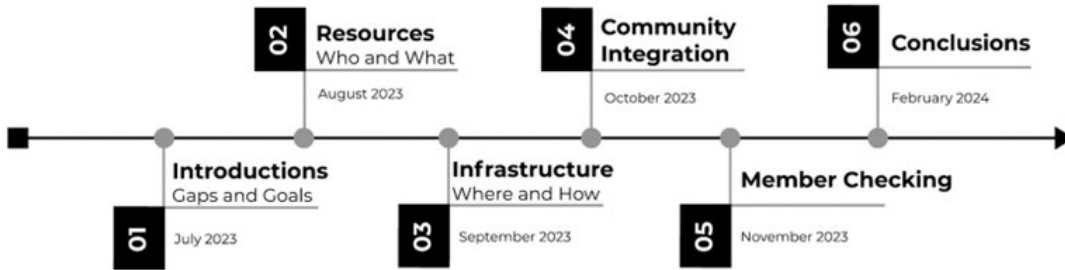 01
Introductions
Gaps and Goals
July 2023
02
Resources
Who and What
August 2023
03
Infrastructure
Where and How
September 2023
04
Community
Integration
October 2023
05
Member Checking
November 2023
06
Conclusions
February 2024